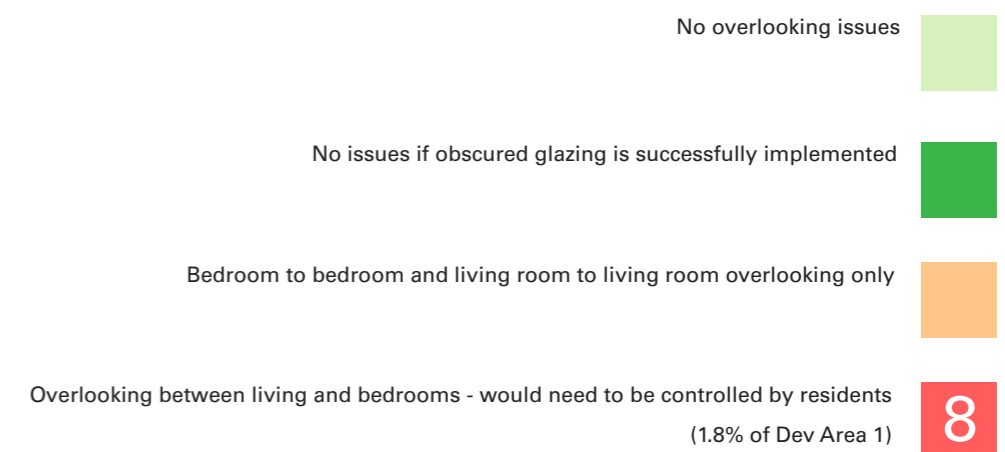 No overlooking issues
No issues if obscured glazing is successfully implemented
Bedroom to bedroom and living room to living room overlooking only
Overlooking between living and bedrooms - would need to be controlled by residents
(1.8% of Dev Area 1)
8